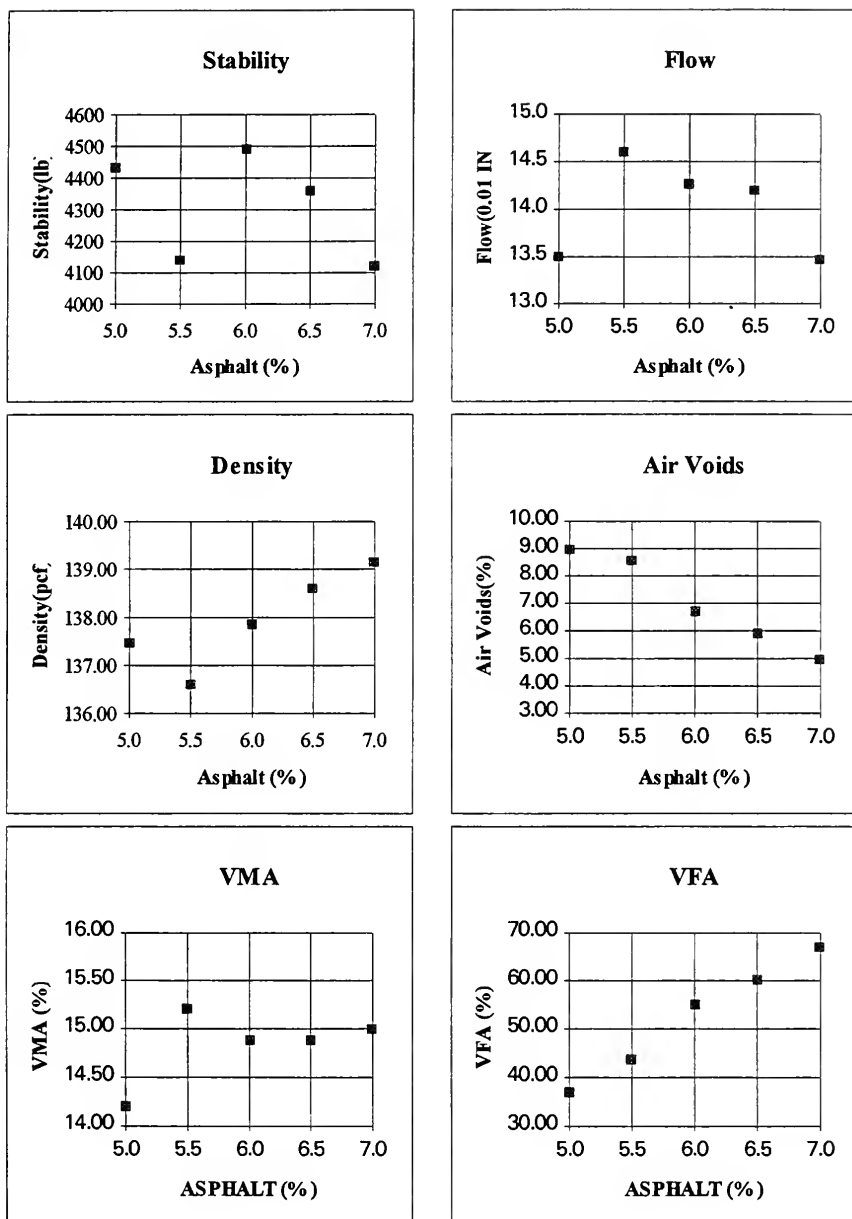 Stability
Stability(lb)
4600
4500
4400
4300
4200
4100
4000
5.0 5.5 6.0 6.5 7.0
Asphalt (%)
Flow
Flow(0.01 IN
15.0
14.5
14.0
13.5
13.0
5.0 5.5 6.0 6.5 7.0
Asphalt (%)
Density
Density(pcf)
140.00
139.00
138.00
137.00
136.00
5.0 5.5 6.0 6.5 7.0
Asphalt (%)
Air Voids
Air Voids(%)
10.00
9.00
8.00
7.00
6.00
5.00
4.00
3.00
5.0 5.5 6.0 6.5 7.0
Asphalt (%)
VMA
VMA (%)
16.00
15.50
15.00
14.50
14.00
5.0 5.5 6.0 6.5 7.0
ASPHALT (%)
VFA
VFA (%)
70.00
60.00
50.00
40.00
30.00
5.0 5.5 6.0 6.5 7.0
ASPHALT (%)